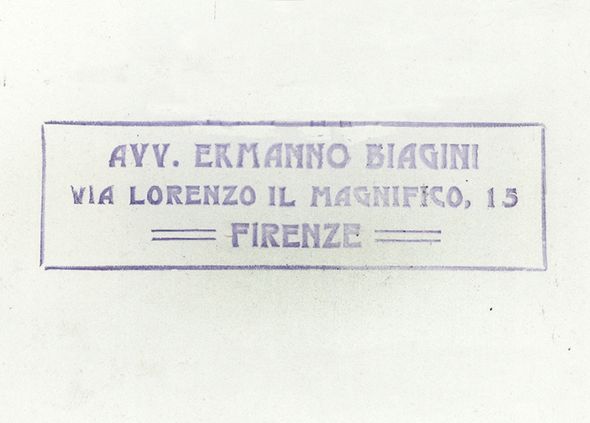 AVV. ERMANNO BIAGINI
VIA LORENZO IL MAGNIFICO, 15
FIRENZE